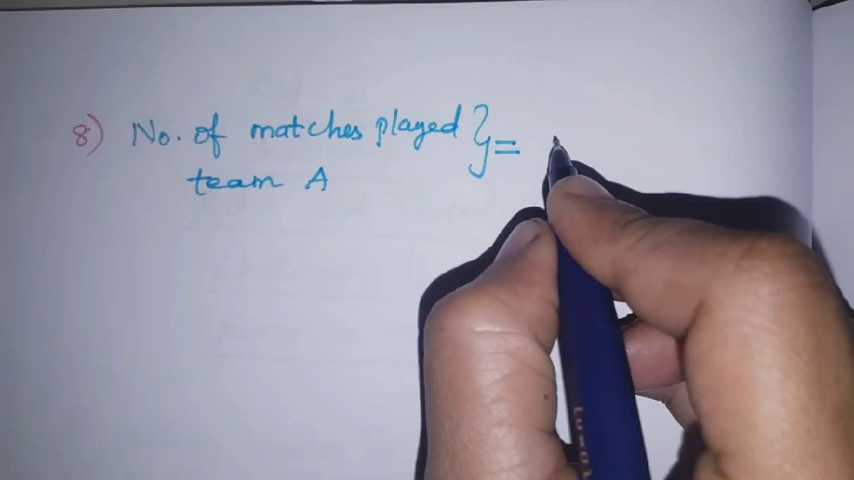 8) No. of matches played } =
team A